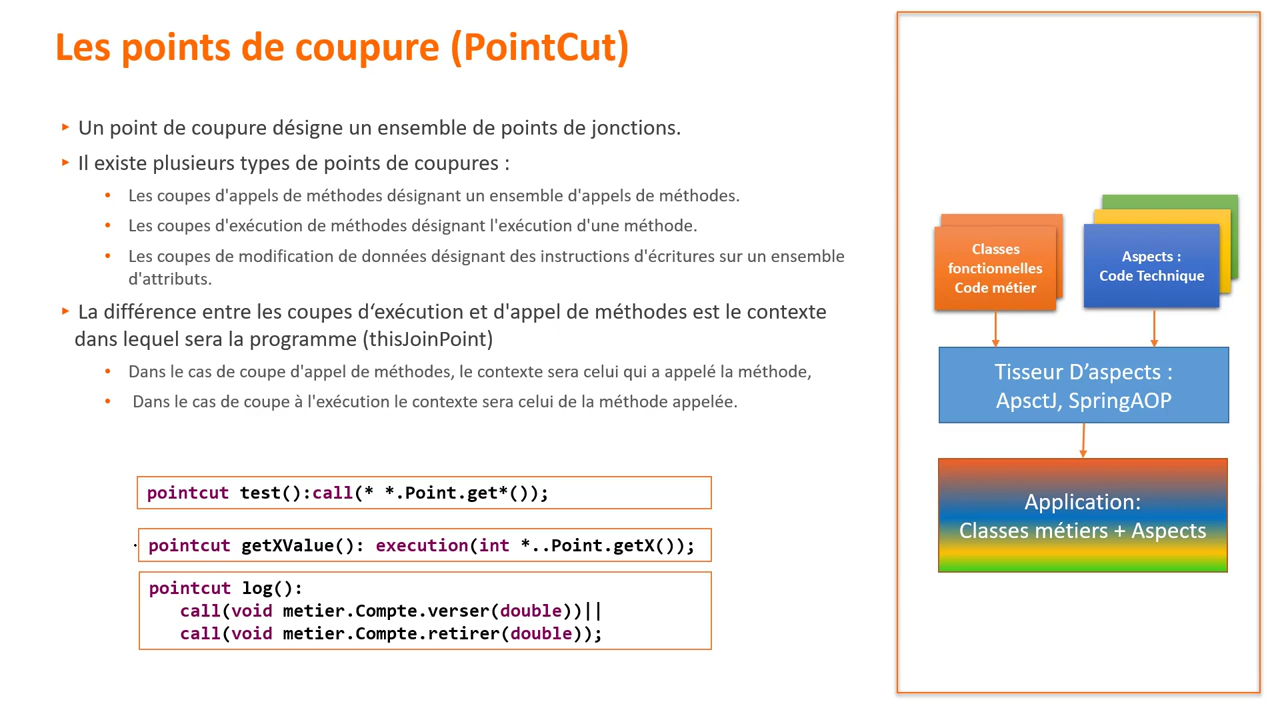 Les points de coupure (PointCut)
Un point de coupure désigne un ensemble de points de jonctions.
Il existe plusieurs types de points de coupures :
Les coupes d'appels de méthodes désignant un ensemble d'appels de méthodes.
Les coupes d'exécution de méthodes désignant l'exécution d'une méthode.
Les coupes de modification de données désignant des instructions d'écritures sur un ensemble
d'attributs.
La différence entre les coupes d‘exécution et d'appel de méthodes est le contexte
dans lequel sera la programme (thisJoinPoint)
Dans le cas de coupe d'appel de méthodes, le contexte sera celui qui a appelé la méthode,
Dans le cas de coupe à l'exécution le contexte sera celui de la méthode appelée.
pointcut test():call(* *.Point.get*());
pointcut getXValue(): execution(int *..Point.getX());
pointcut log():
call(void metier.Compte.verser(double))||
call(void metier.Compte.retirer(double));
Classes
fonctionnelles
Code métier
Aspects :
Code Technique
Tisseur D’aspects :
ApsctJ, SpringAOP
Application:
Classes métiers + Aspects